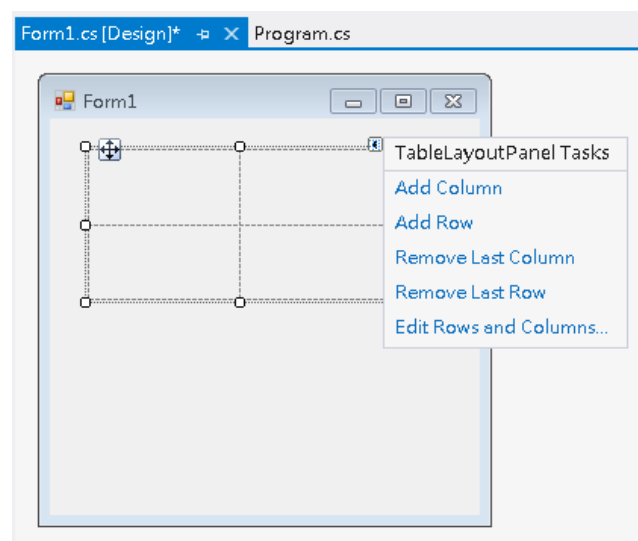 Form1.cs [Design]* Program.cs
Form1
TableLayoutPanel Tasks
Add Column
Add Row
Remove Last Column
Remove Last Row
Edit Rows and Columns...